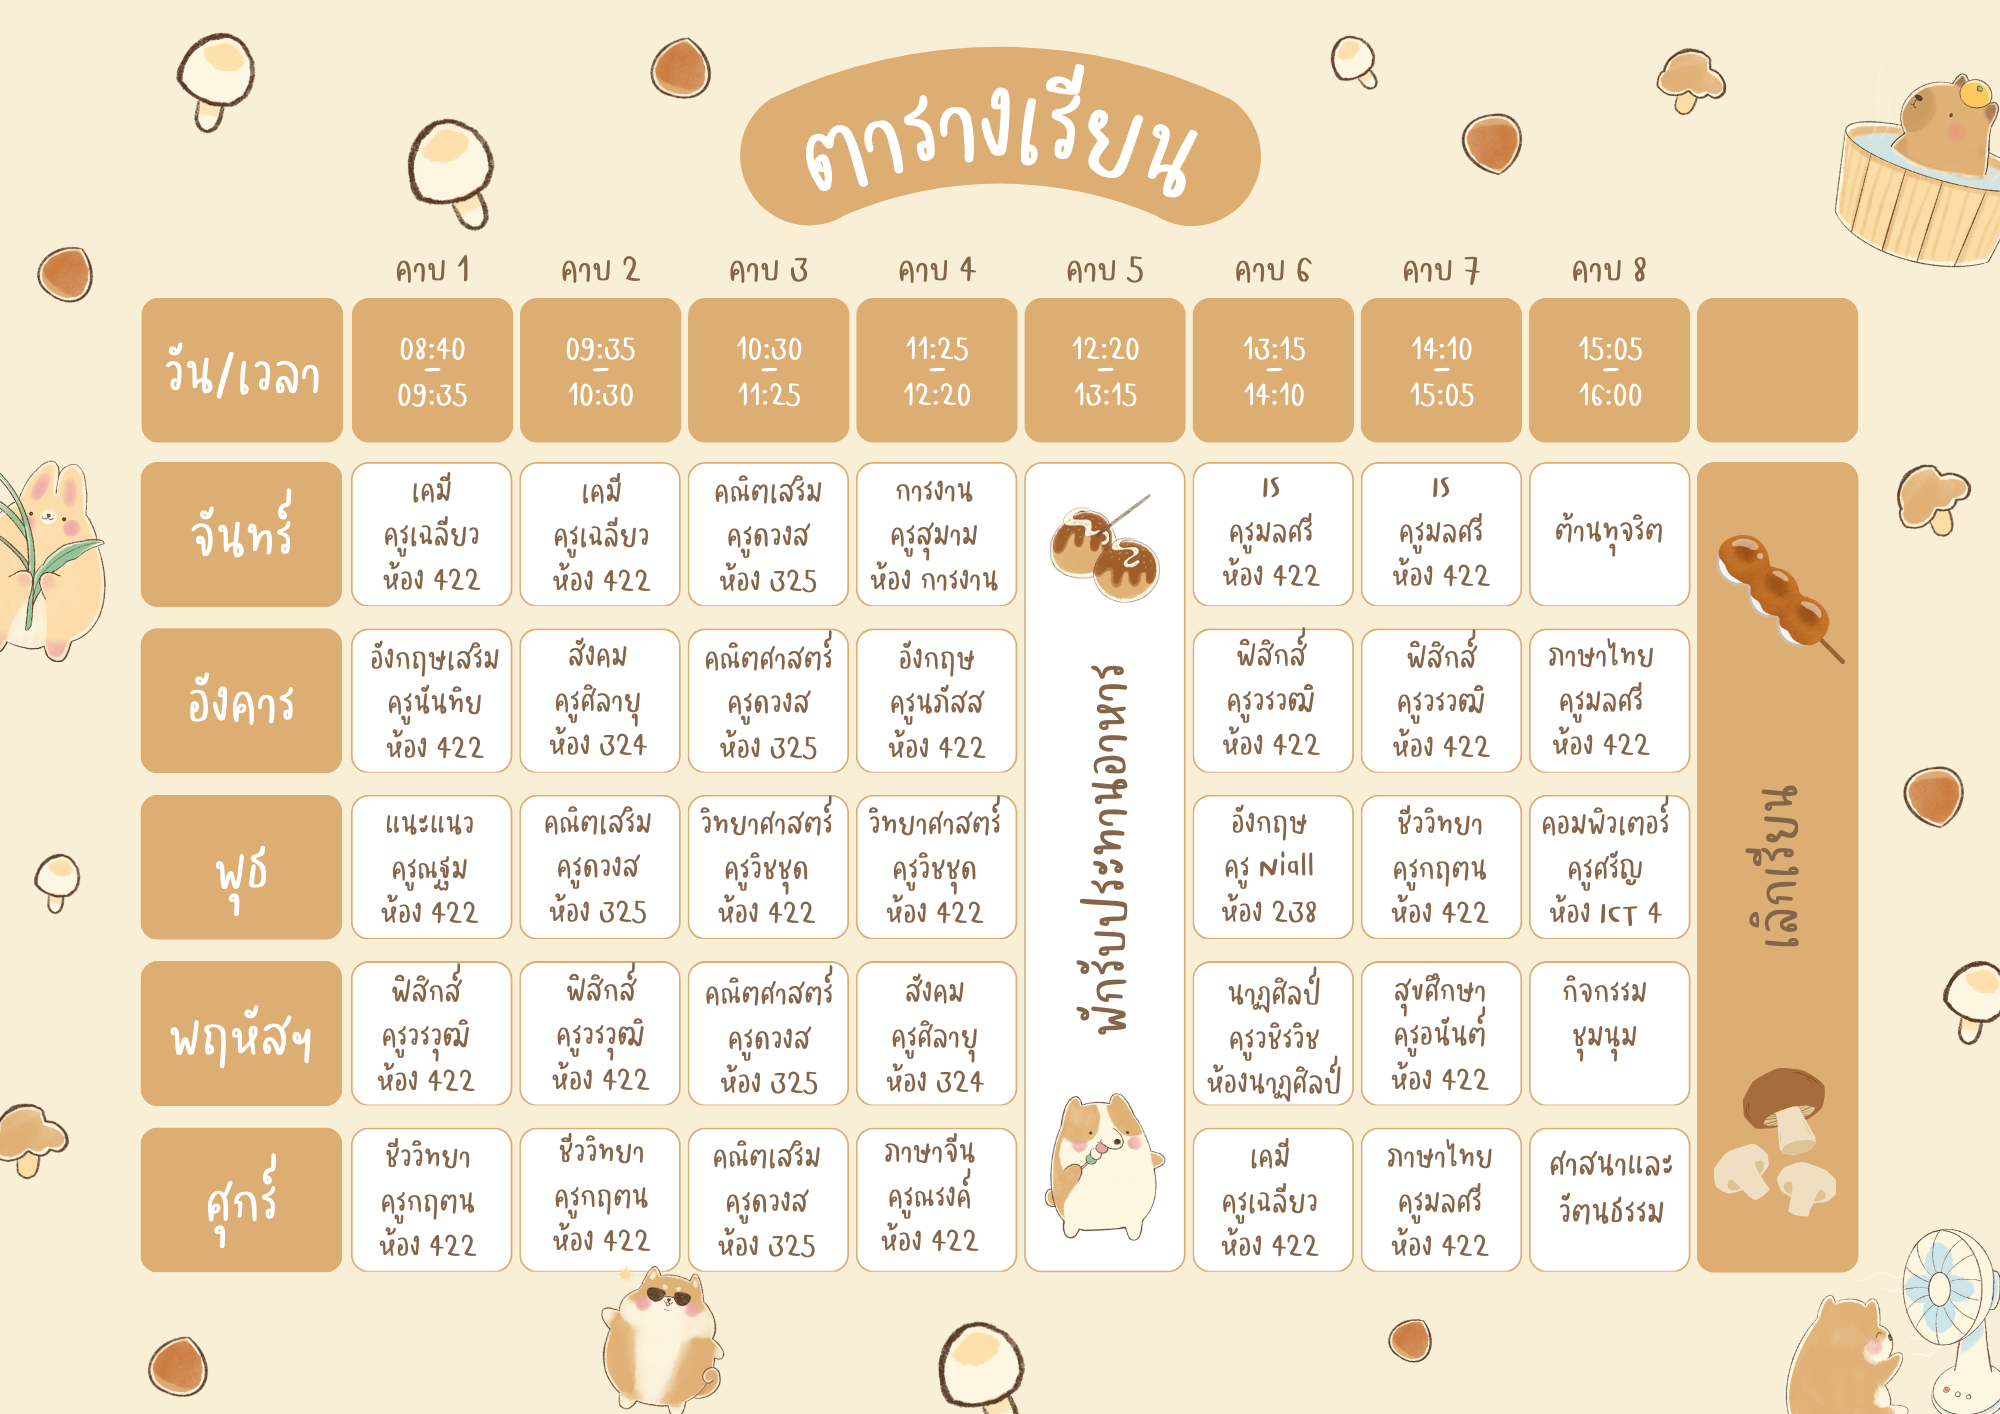 ตารางเรียน
คาบ 1
คาบ 2
คาบ 3
คาบ 4
คาบ 5
คาบ 6
คาบ 7
คาบ 8
วัน/เวลา
08:40
–
09:35
09:35
–
10:30
10:30
–
11:25
11:25
–
12:20
12:20
–
13:15
13:15
–
14:10
14:10
–
15:05
15:05
–
16:00
จันทร์
เคมี
ครูเฉลียว
ห้อง 422
เคมี
ครูเฉลียว
ห้อง 422
คณิตเสริม
ครูดวงส
ห้อง 325
การงาน
ครูสุมาม
ห้อง การงาน
พักรับประทานอาหาร
IS
ครูมลศรี
ห้อง 422
IS
ครูมลศรี
ห้อง 422
ต้านทุจริต
เลิกเรียน
อังคาร
อังกฤษเสริม
ครูนันทิย
ห้อง 422
สังคม
ครูศิลายุ
ห้อง 324
คณิตศาสตร์
ครูดวงส
ห้อง 325
อังกฤษ
ครูนภัสส
ห้อง 422
ฟิสิกส์
ครูวรวุฒิ
ห้อง 422
ฟิสิกส์
ครูวรวุฒิ
ห้อง 422
ภาษาไทย
ครูมลศรี
ห้อง 422
พุธ
แนะแนว
ครูณฐม
ห้อง 422
คณิตเสริม
ครูดวงส
ห้อง 325
วิทยาศาสตร์
ครูวิชชุด
ห้อง 422
วิทยาศาสตร์
ครูวิชชุด
ห้อง 422
อังกฤษ
ครู Niall
ห้อง 238
ชีววิทยา
ครูกฤตน
ห้อง 422
คอมพิวเตอร์
ครูศรัญ
ห้อง ICT 4
พฤหัสฯ
ฟิสิกส์
ครูวรวุฒิ
ห้อง 422
ฟิสิกส์
ครูวรวุฒิ
ห้อง 422
คณิตศาสตร์
ครูดวงส
ห้อง 325
สังคม
ครูศิลายุ
ห้อง 324
นาฏศิลป์
ครูวชิรวิช
ห้องนาฏศิลป์
สุขศึกษา
ครูอนันต์
ห้อง 422
กิจกรรม
ชุมนุม
ศุกร์
ชีววิทยา
ครูกฤตน
ห้อง 422
ชีววิทยา
ครูกฤตน
ห้อง 422
คณิตเสริม
ครูดวงส
ห้อง 325
ภาษาจีน
ครูณรงค์
ห้อง 422
เคมี
ครูเฉลียว
ห้อง 422
ภาษาไทย
ครูมลศรี
ห้อง 422
ศาสนาและ
วัฒนธรรม